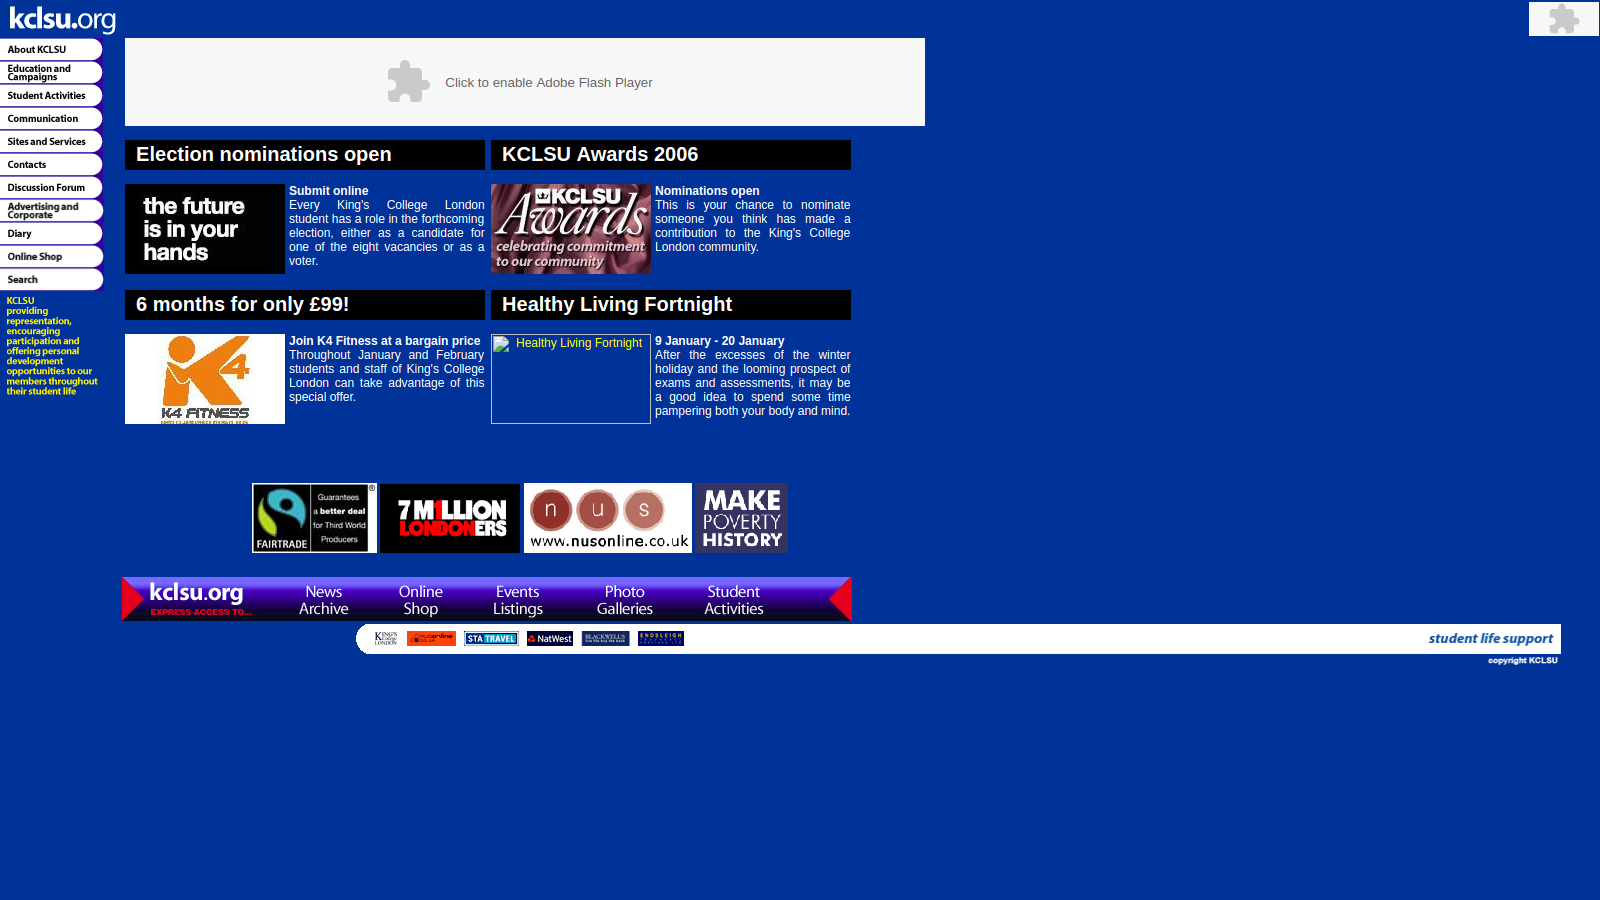 kclsu.org
About KCLSU
Education and
Campaigns
Student Activities
Communication
Sites and Services
Contacts
Discussion Forum
Advertising and
Corporate
Diary
Online Shop
Search
KCLSU
providing
representation,
encouraging
participation and
offering personal
development
opportunities to our
members throughout
their student life
Click to enable Adobe Flash Player
Election nominations open
the future
is in your
hands
Submit online
Every King's College London
student has a role in the forthcoming
election, either as a candidate for
one of the eight vacancies or as a
voter.
KCLSU Awards 2006
KCLSU
Awards
celebrating commitment
to our community
Nominations open
This is your chance to nominate
someone you think has made a
contribution to the King's College
London community.
6 months for only £99!
K4
K4 FITNESS
Join K4 Fitness at a bargain price
Throughout January and February
students and staff of King's College
London can take advantage of this
special offer.
Healthy Living Fortnight
Healthy Living Fortnight
9 January - 20 January
After the excesses of the winter
holiday and the looming prospect of
exams and assessments, it may be
a good idea to spend some time
pampering both your body and mind.
FAIRTRADE
Guarantees
a better deal
for Third World
Producers
®
7 M1LLION
LONDONERS
n u s
www.nusonline.co.uk
MAKE
POVERTY
HISTORY
kclsu.org
EXPRESS ACCESS TO...
News
Archive
Online
Shop
Events
Listings
Photo
Galleries
Student
Activities
KING'S
College
LONDON
STA TRAVEL
NatWest
BLACKWELL'S
ENDSLEIGH
student life support
copyright KCLSU